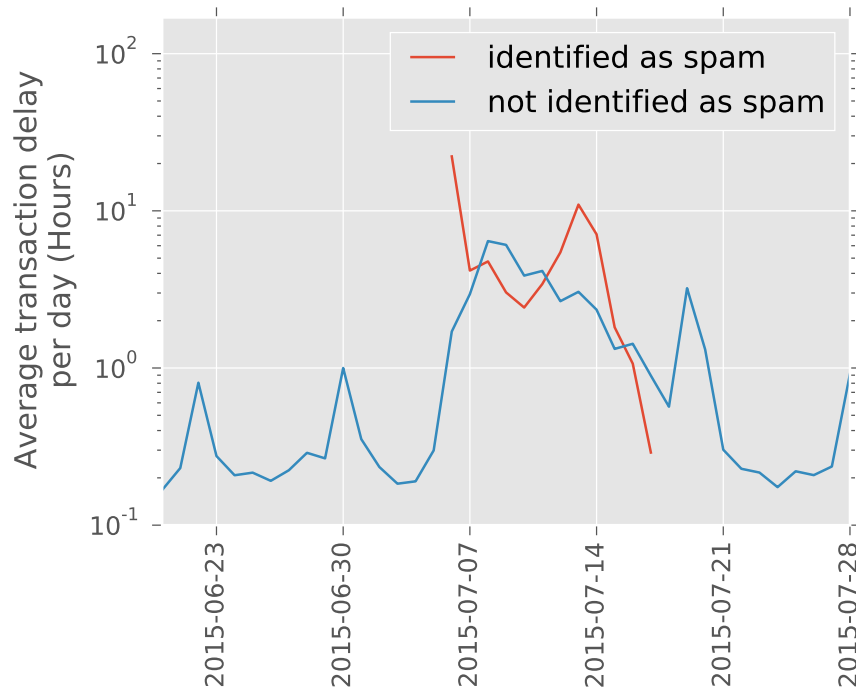 Average transaction delay
per day (Hours)
10^2
10^1
10^0
10^-1
identified as spam
not identified as spam
2015-06-23
2015-06-30
2015-07-07
2015-07-14
2015-07-21
2015-07-28